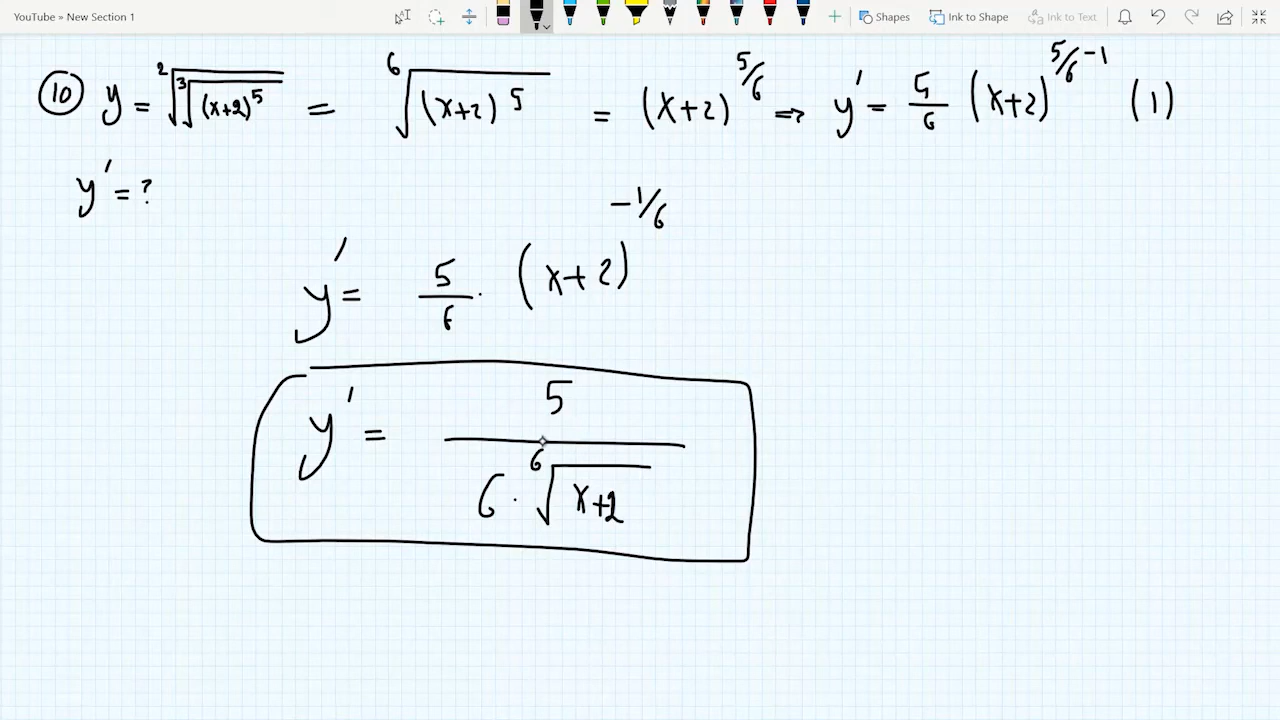 Youtube » New Section 1
Shapes Ink to Shape Ink to Text
(10) y = ²√³√(x+2)⁵ = ⁶√(x+2)⁵ = (x+2)^5/6 ⇒ y' = 5/6 (x+2)^5/6-1 (1)
y' = ?
y' = 5/6 · (x+2)^-1/6
y' = 5/(6 · ⁶√x+2)